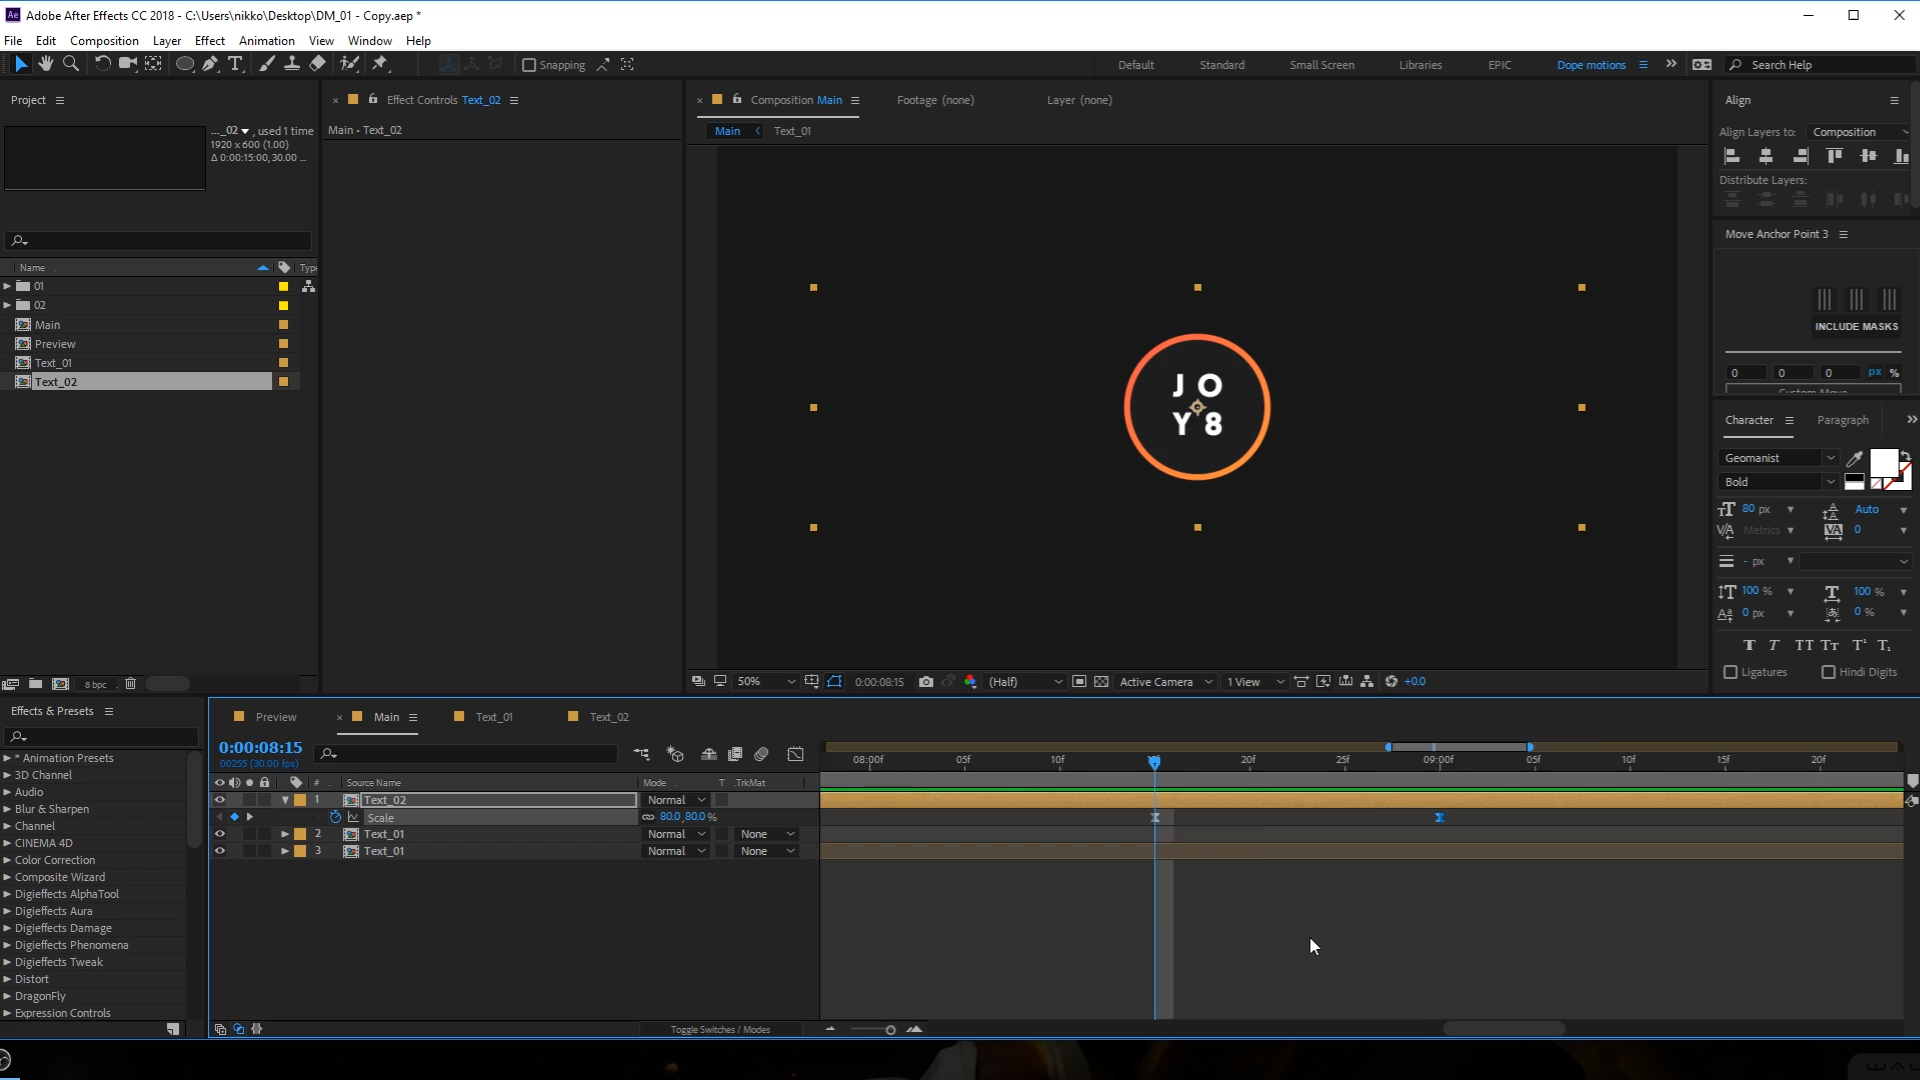 Adobe After Effects CC 2018 - C:\Users\nikko\Desktop\DM_01 - Copy.aep *
File Edit Composition Layer Effect Animation View Window Help
Snapping Default Standard Small Screen Libraries EPIC Dope motions Search Help
Project
Effect Controls Text_02
Composition Main
Footage (none)
Layer (none)
Align
..._02 , used 1 time
1920 x 600 (1.00)
Δ 0:00:15:00, 30.00 ...
Main • Text_02
Main Text_01
Align Layers to: Composition
Distribute Layers:
Move Anchor Point 3
INCLUDE MASKS
0 0 0 px %
Custom Move
Name Type
01
02
Main
Preview
Text_01
Text_02
J O
Y 8
Character Paragraph
Geomanist
Bold
80 px Auto
Metrics 0
- px
100 % 100 %
0 px 0 %
T T TT Tт T¹ T₁
Ligatures Hindi Digits
8 bpc
50% 0:00:08:15 (Half) Active Camera 1 View +0.0
Effects & Presets
* Animation Presets
3D Channel
Audio
Blur & Sharpen
Channel
CINEMA 4D
Color Correction
Composite Wizard
Digieffects AlphaTool
Digieffects Aura
Digieffects Damage
Digieffects Phenomena
Digieffects Tweak
Distort
DragonFly
Expression Controls
Preview Main Text_01 Text_02
0:00:08:15
00255 (30.00 fps)
08:00f 05f 10f 20f 25f 09:00f 05f 10f 15f 20f
# Source Name Mode T .TrkMat
1 Text_02 Normal
Scale 80.0,80.0 %
2 Text_01 Normal None
3 Text_01 Normal None
Toggle Switches / Modes